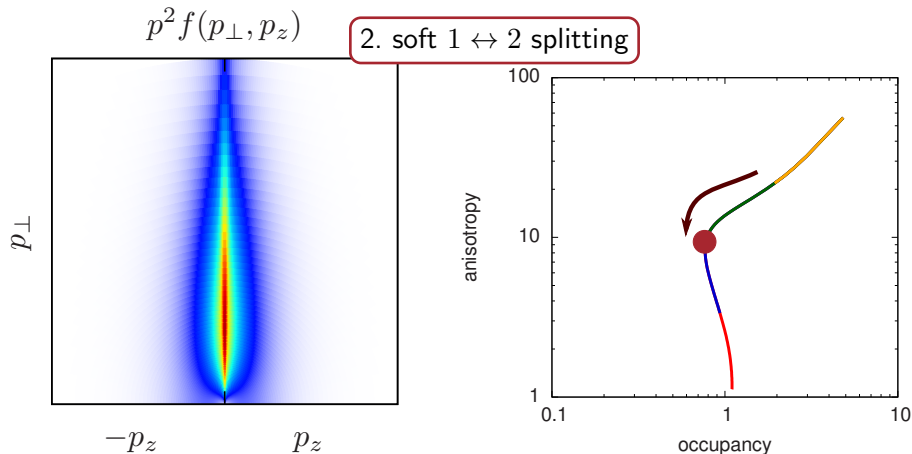 p²f(p⊥, pz)
2. soft 1 ↔ 2 splitting
p⊥
−pz
pz
100
10
1
anisotropy
0.1
1
10
occupancy